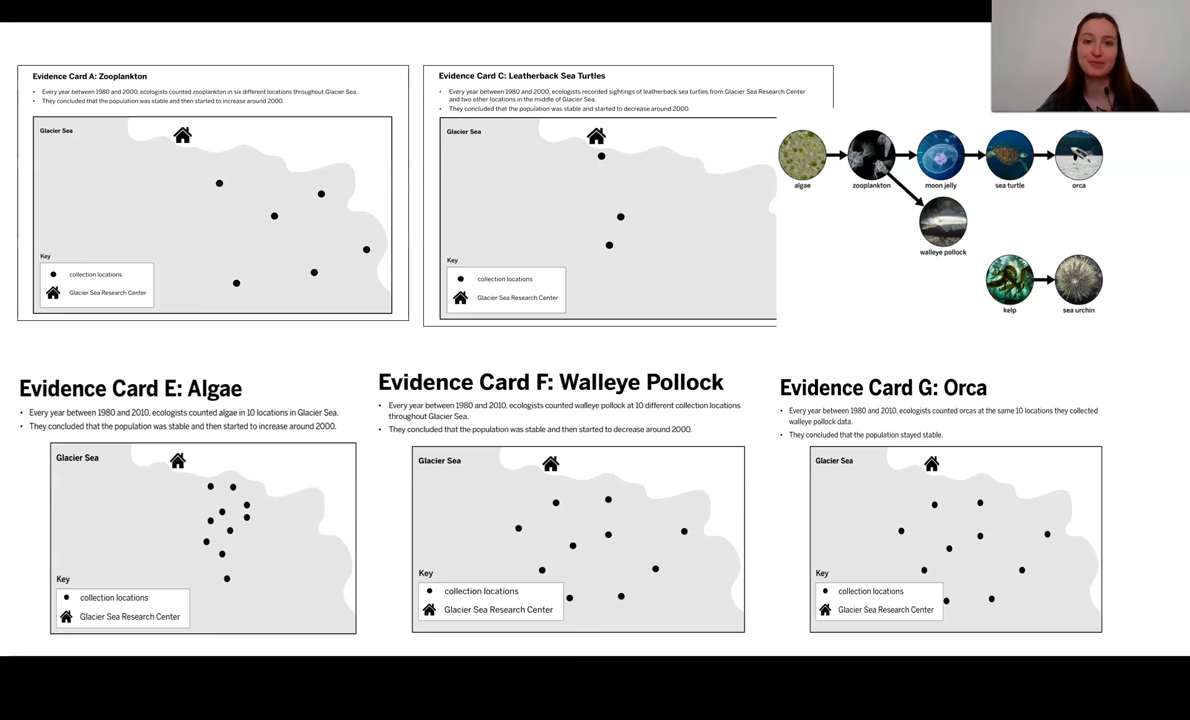 Evidence Card A: Zooplankton
• Every year between 1980 and 2000, ecologists counted zooplankton in six different locations throughout Glacier Sea.
• They concluded that the population was stable and then started to increase around 2000.
Glacier Sea
Key
collection locations
Glacier Sea Research Center
Evidence Card C: Leatherback Sea Turtles
• Every year between 1980 and 2000, ecologists recorded sightings of leatherback sea turtles from Glacier Sea Research Center
and two other locations in the middle of Glacier Sea.
• They concluded that the population was stable and started to decrease around 2000.
Glacier Sea
Key
collection locations
Glacier Sea Research Center
algae
zooplankton
moon jelly
sea turtle
orca
walleye pollock
kelp
sea urchin
Evidence Card E: Algae
• Every year between 1980 and 2010, ecologists counted algae in 10 locations in Glacier Sea.
• They concluded that the population was stable and then started to increase around 2000.
Glacier Sea
Key
collection locations
Glacier Sea Research Center
Evidence Card F: Walleye Pollock
• Every year between 1980 and 2010, ecologists counted walleye pollock at 10 different collection locations
throughout Glacier Sea.
• They concluded that the population was stable and then started to decrease around 2000.
Glacier Sea
Key
collection locations
Glacier Sea Research Center
Evidence Card G: Orca
• Every year between 1980 and 2010, ecologists counted orcas at the same 10 locations they collected
walleye pollock data.
• They concluded that the population stayed stable.
Glacier Sea
Key
collection locations
Glacier Sea Research Center